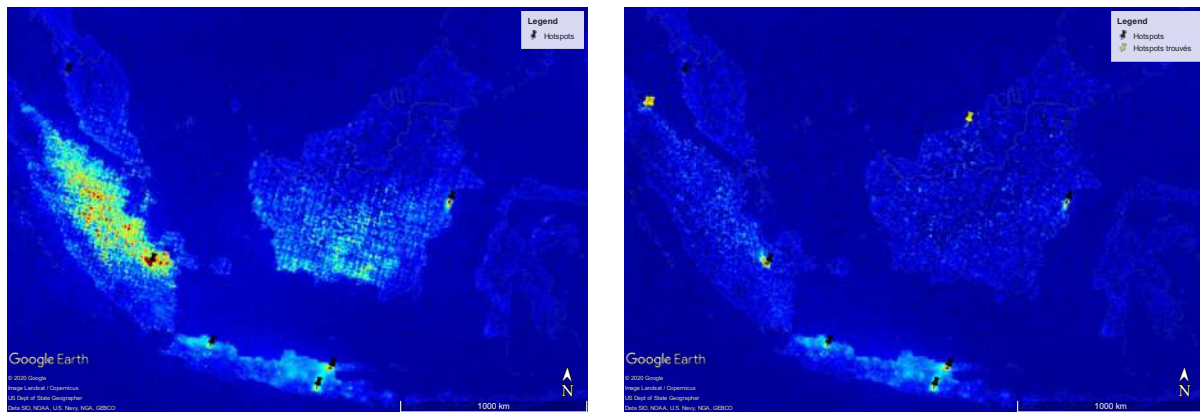 Legend
Hotspots
Google Earth
© 2020 Google
Image Landsat / Copernicus
US Dept of State Geographer
Data SIO, NOAA, U.S. Navy, NGA, GEBCO
N
1000 km
Legend
Hotspots
Hotspots trouvés
Google Earth
© 2020 Google
Image Landsat / Copernicus
US Dept of State Geographer
Data SIO, NOAA, U.S. Navy, NGA, GEBCO
N
1000 km